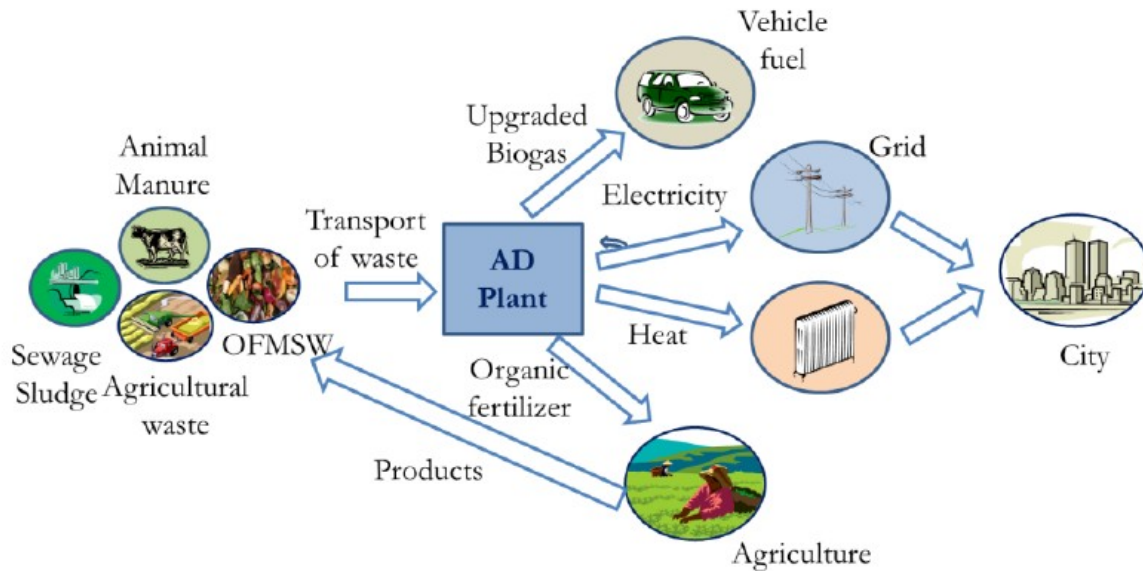 Vehicle
fuel
Upgraded
Biogas
Animal
Manure
Grid
Electricity
Transport
of waste
AD
Plant
OFMSW
Sewage
Sludge
Agricultural
waste
Heat
City
Organic
fertilizer
Products
Agriculture